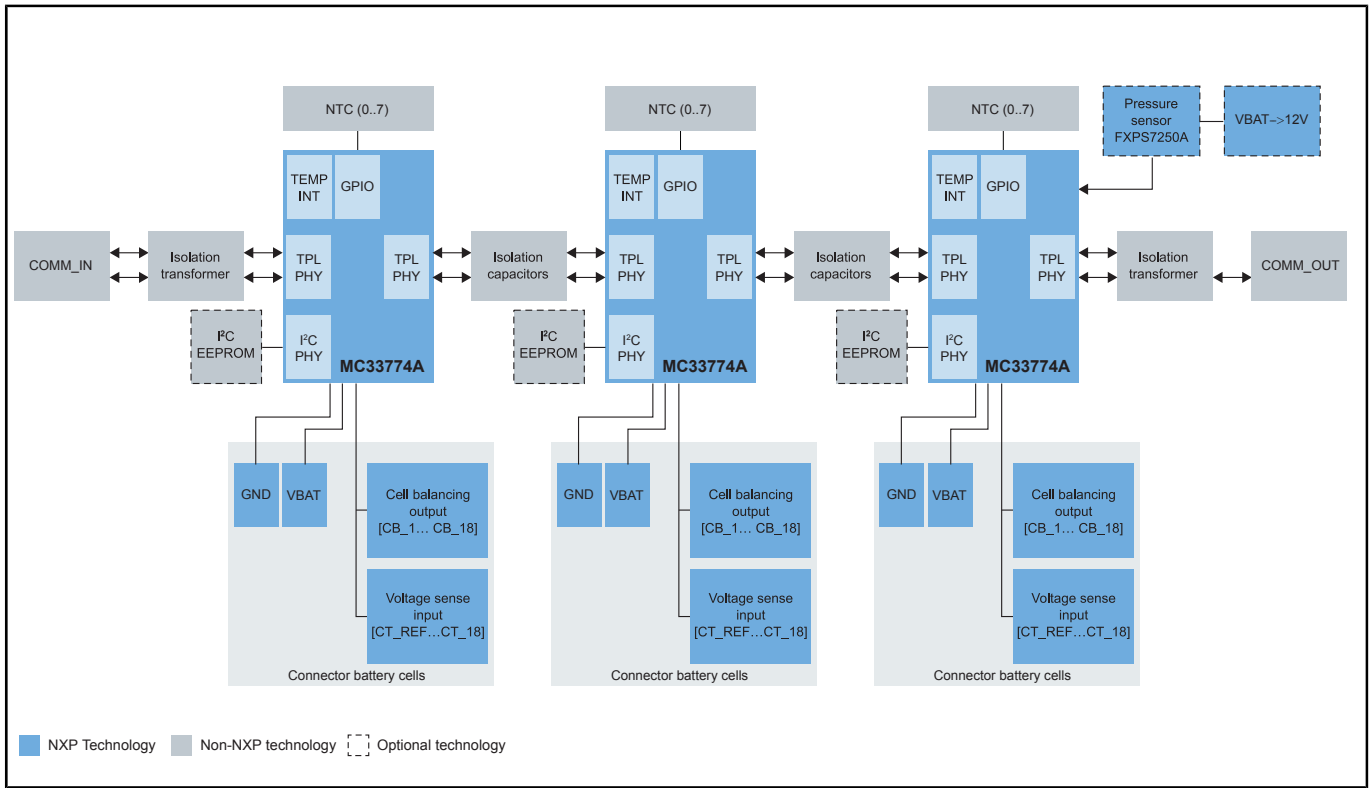 NTC (0..7)
NTC (0..7)
NTC (0..7)
Pressure
sensor
FXPS7250A
VBAT->12V
TEMP
INT
GPIO
TEMP
INT
GPIO
TEMP
INT
GPIO
COMM_IN
Isolation
transformer
TPL
PHY
TPL
PHY
Isolation
capacitors
TPL
PHY
TPL
PHY
Isolation
capacitors
TPL
PHY
TPL
PHY
Isolation
transformer
COMM_OUT
I²C
EEPROM
I²C
PHY
MC33774A
I²C
EEPROM
I²C
PHY
MC33774A
I²C
EEPROM
I²C
PHY
MC33774A
GND
VBAT
Cell balancing
output
[CB_1... CB_18]
Voltage sense
input
[CT_REF...CT_18]
Connector battery cells
GND
VBAT
Cell balancing
output
[CB_1... CB_18]
Voltage sense
input
[CT_REF...CT_18]
Connector battery cells
GND
VBAT
Cell balancing
output
[CB_1... CB_18]
Voltage sense
input
[CT_REF...CT_18]
Connector battery cells
NXP Technology
Non-NXP technology
Optional technology